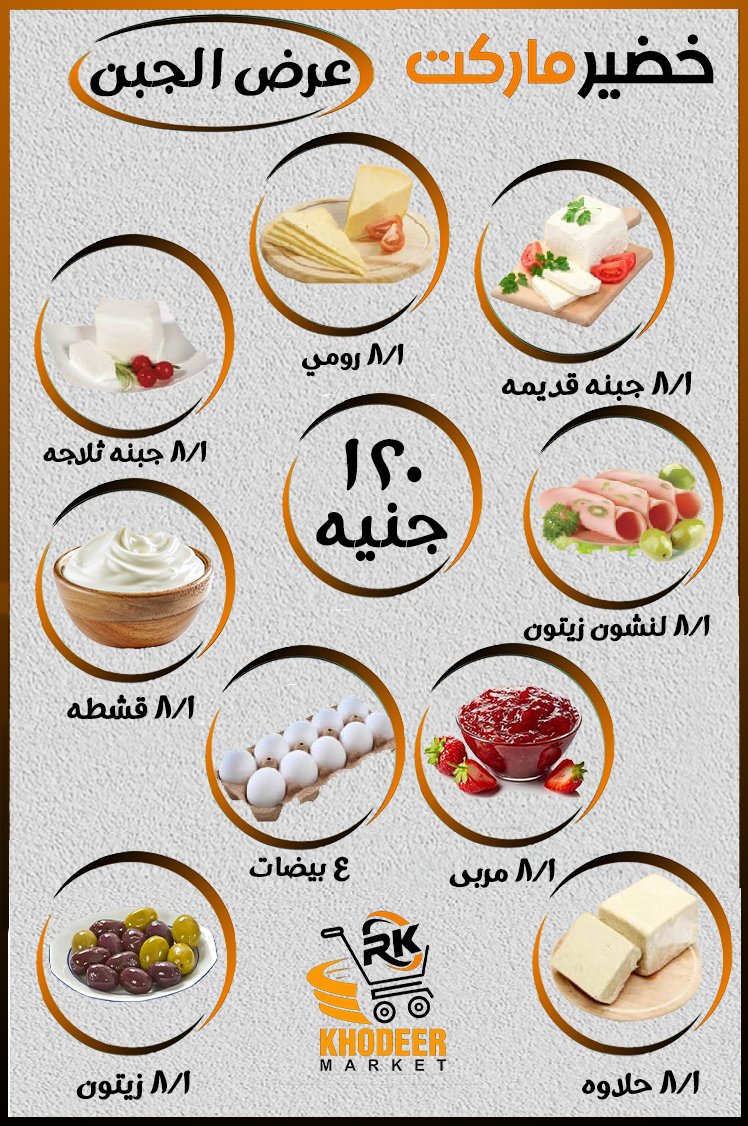 خضير ماركت
عرض الجبن
١/٨ رومي
١/٨ جبنه قديمه
١/٨ جبنه ثلاجه
١٢٠
جنيه
١/٨ لنشون زيتون
١/٨ قشطه
٤ بيضات
١/٨ مربى
RK
KHODEER
MARKET
١/٨ زيتون
١/٨ حلاوه